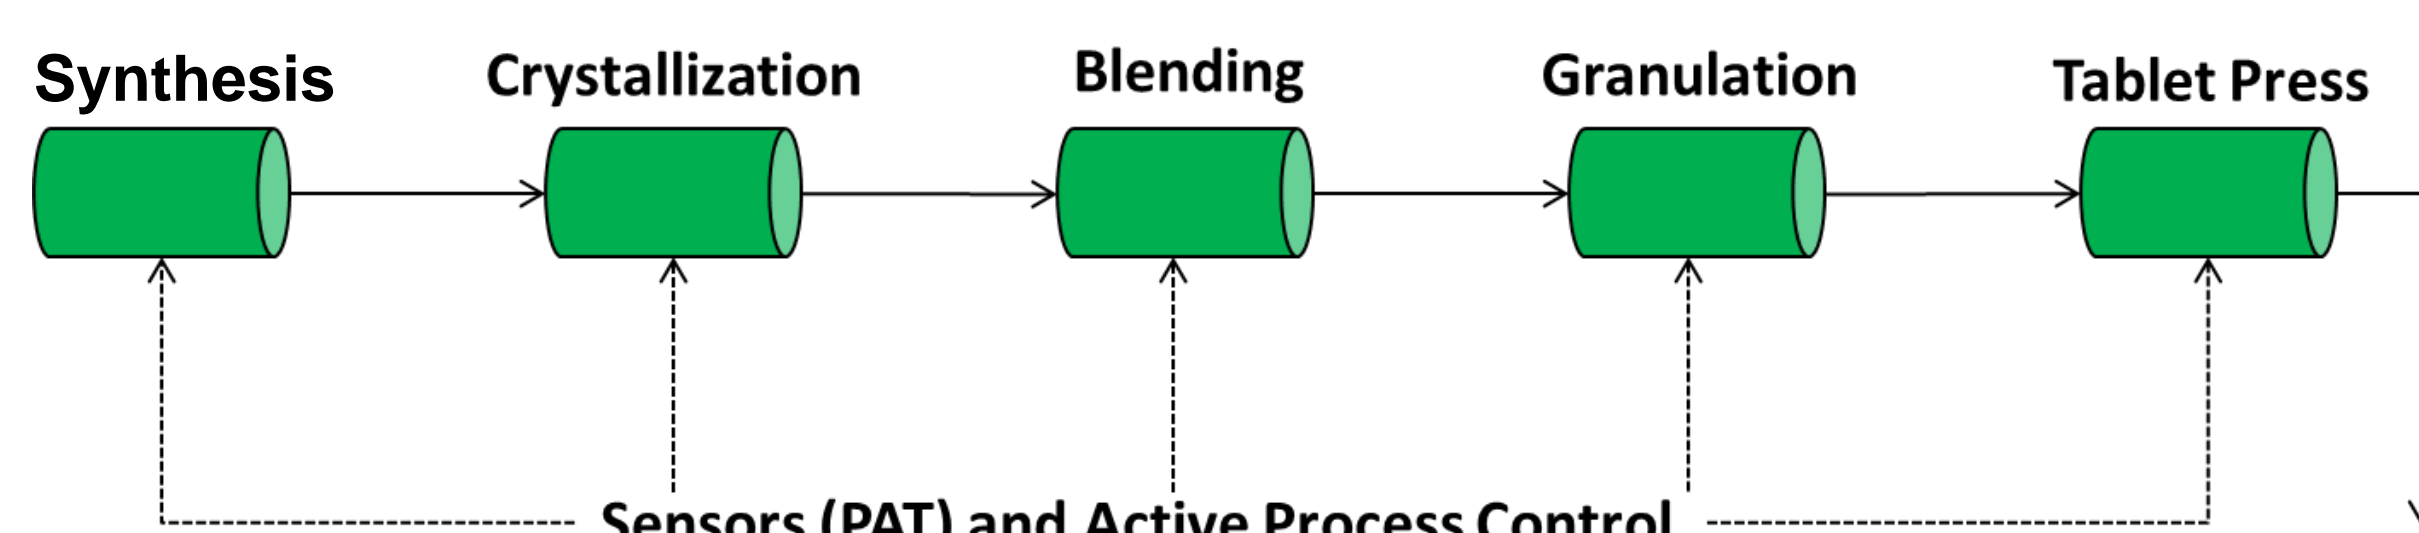 Synthesis
Crystallization
Blending
Granulation
Tablet Press
Sensors (PAT) and Active Process Control